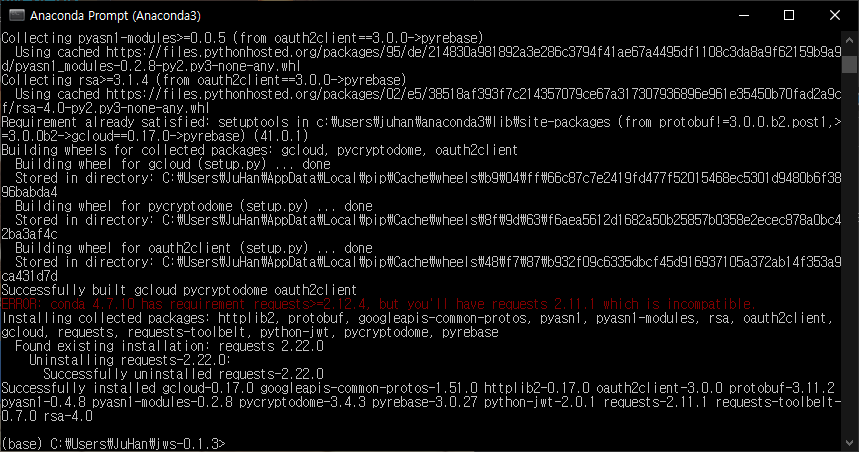 Anaconda Prompt (Anaconda3)
Collecting pyasn1-modules>=0.0.5 (from oauth2client==3.0.0->pyrebase)
  Using cached https://files.pythonhosted.org/packages/95/de/214830a981892a3e286c3794f41ae67a4495df1108c3da8a9f62159b9a9
d/pyasn1_modules-0.2.8-py2.py3-none-any.whl
Collecting rsa>=3.1.4 (from oauth2client==3.0.0->pyrebase)
  Using cached https://files.pythonhosted.org/packages/02/e5/38518af393f7c214357079ce67a317307936896e961e35450b70fad2a9c
f/rsa-4.0-py2.py3-none-any.whl
Requirement already satisfied: setuptools in c:₩users₩juhan₩anaconda3₩lib₩site-packages (from protobuf!=3.0.0.b2.post1,>
=3.0.0b2->gcloud==0.17.0->pyrebase) (41.0.1)
Building wheels for collected packages: gcloud, pycryptodome, oauth2client
  Building wheel for gcloud (setup.py) ... done
  Stored in directory: C:₩Users₩JuHan₩AppData₩Local₩pip₩Cache₩wheels₩b9₩04₩ff₩66c87c7e2419fd477f52015468ec5301d9480b6f38
96babda4
  Building wheel for pycryptodome (setup.py) ... done
  Stored in directory: C:₩Users₩JuHan₩AppData₩Local₩pip₩Cache₩wheels₩8f₩9d₩63₩f6aea5612d1682a50b25857b0358e2ecec878a0bc4
2ba3af4c
  Building wheel for oauth2client (setup.py) ... done
  Stored in directory: C:₩Users₩JuHan₩AppData₩Local₩pip₩Cache₩wheels₩48₩f7₩87₩b932f09c6335dbcf45d916937105a372ab14f353a9
ca431d7d
Successfully built gcloud pycryptodome oauth2client
ERROR: conda 4.7.10 has requirement requests>=2.12.4, but you'll have requests 2.11.1 which is incompatible.
Installing collected packages: httplib2, protobuf, googleapis-common-protos, pyasn1, pyasn1-modules, rsa, oauth2client,
gcloud, requests, requests-toolbelt, python-jwt, pycryptodome, pyrebase
  Found existing installation: requests 2.22.0
    Uninstalling requests-2.22.0:
      Successfully uninstalled requests-2.22.0
Successfully installed gcloud-0.17.0 googleapis-common-protos-1.51.0 httplib2-0.17.0 oauth2client-3.0.0 protobuf-3.11.2
pyasn1-0.4.8 pyasn1-modules-0.2.8 pycryptodome-3.4.3 pyrebase-3.0.27 python-jwt-2.0.1 requests-2.11.1 requests-toolbelt-
0.7.0 rsa-4.0
(base) C:₩Users₩JuHan₩jws-0.1.3>